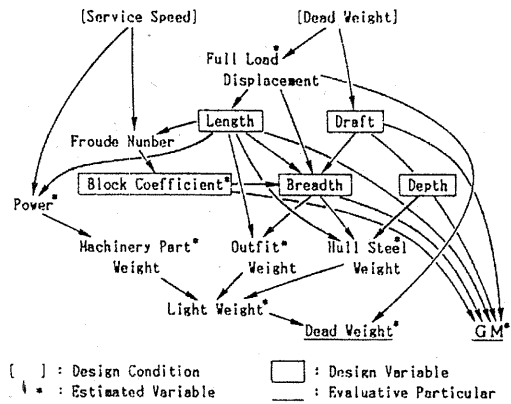 [Service Speed] [Dead Weight]
Full Load*
Displacement
Length Draft
Froude Nunber
Block Coefficient* Breadth Depth
Power*
Machinery Part* Outfit* Hull Steel*
Weight Weight Weight
Light Weight*
Dead Weight* GM*
[ ] : Design Condition : Design Variable
* : Estimated Variable : Evaluative Particular